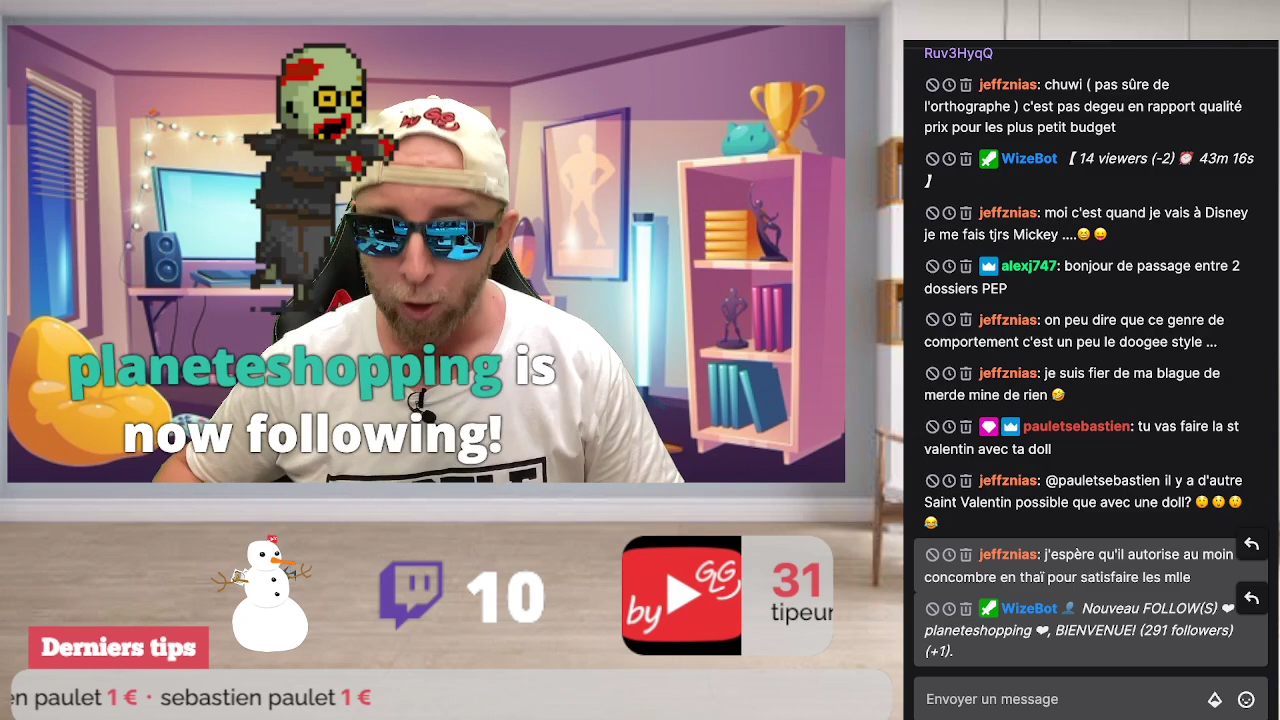 Ruv3HyqQ
jeffznias: chuwi ( pas sûre de
l'orthographe ) c'est pas degeu en rapport qualité
prix pour les plus petit budget
WizeBot 【 14 viewers (-2) ⏰ 43m 16s
】
jeffznias: moi c'est quand je vais à Disney
je me fais tjrs Mickey ....😄 😛
alexj747: bonjour de passage entre 2
dossiers PEP
jeffznias: on peu dire que ce genre de
comportement c'est un peu le doogee style ...
jeffznias: je suis fier de ma blague de
merde mine de rien 🤣
pauletsebastien: tu vas faire la st
valentin avec ta doll
jeffznias: @pauletsebastien il y a d'autre
Saint Valentin possible que avec une doll? 🤫 🤫 🤫
😂
jeffznias: j'espère qu'il autorise au moin
concombre en thaï pour satisfaire les mlle
WizeBot 👤 Nouveau FOLLOW(S) ❤
planeteshopping ❤, BIENVENUE! (291 followers)
(+1).
Envoyer un message
planeteshopping is
now following!
10
by GG
31
tipeur
Derniers tips
en paulet 1 € · sebastien paulet 1 €